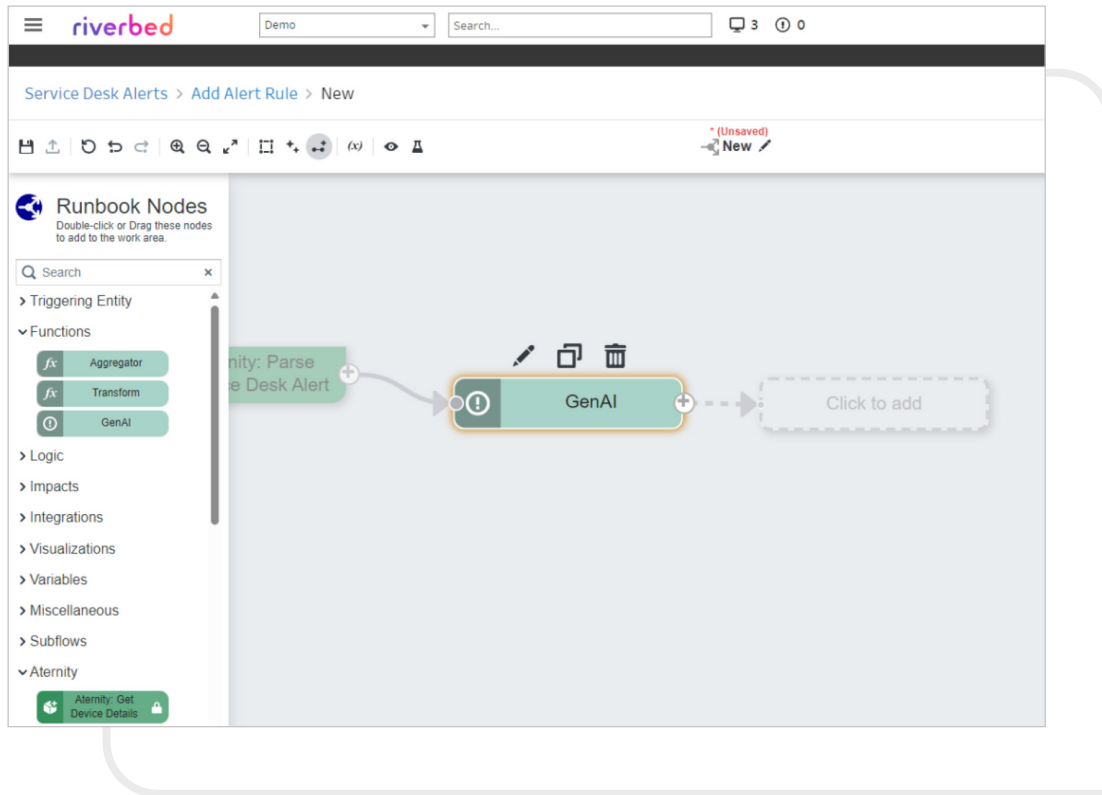 riverbed
Demo
Search...
3
0
Service Desk Alerts > Add Alert Rule > New
(x)
* (Unsaved)
New
Runbook Nodes
Double-click or Drag these nodes
to add to the work area.
Search
Triggering Entity
Functions
fx Aggregator
fx Transform
GenAI
Logic
Impacts
Integrations
Visualizations
Variables
Miscellaneous
Subflows
Aternity
Aternity: Get
Device Details
nity: Parse
e Desk Alert
GenAI
Click to add